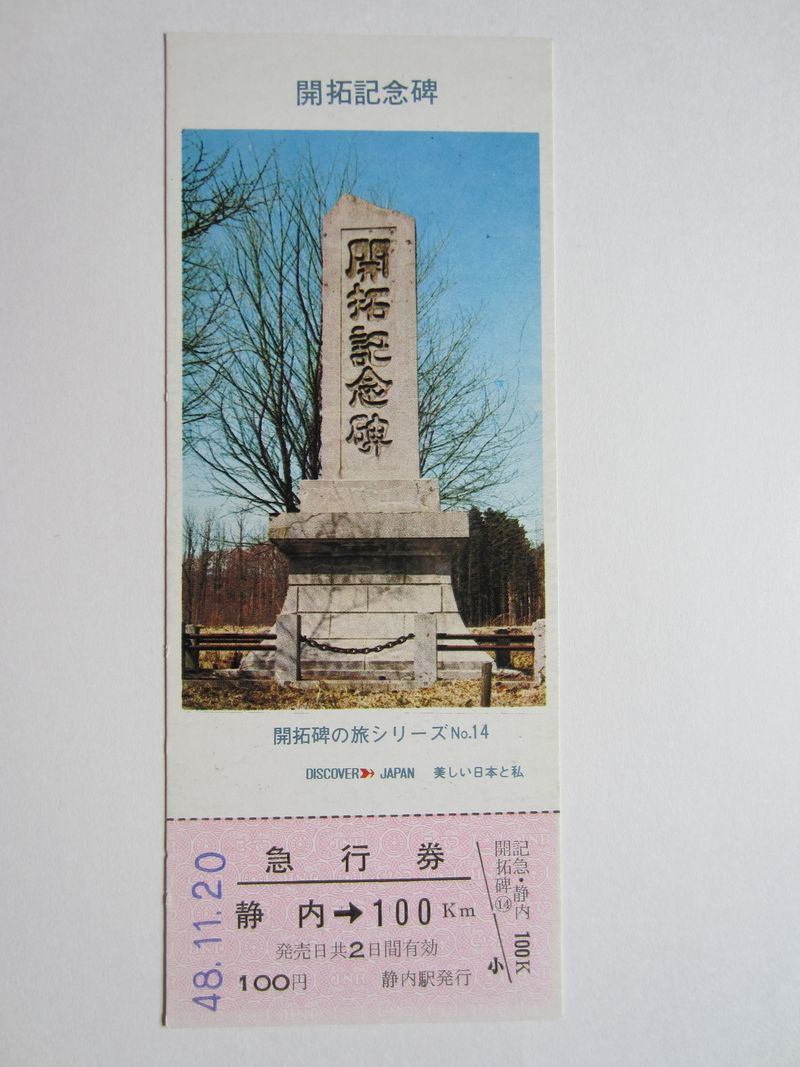 開拓記念碑
開拓記念碑
開拓碑の旅シリーズNo.14
DISCOVER JAPAN 美しい日本と私
急行券
静内→100Km
発売日共2日間有効
100円 静内駅発行
48.11.20
記急・静内 100K
開拓碑⑭
小